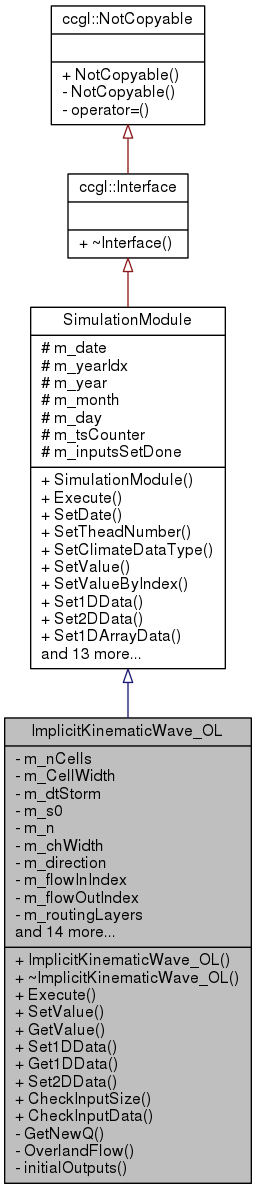 ccgl::NotCopyable
+ NotCopyable()
- NotCopyable()
- operator=()
ccgl::Interface
+ ~Interface()
SimulationModule
# m_date
# m_yearIdx
# m_year
# m_month
# m_day
# m_tsCounter
# m_inputsSetDone
+ SimulationModule()
+ Execute()
+ SetDate()
+ SetTheadNumber()
+ SetClimateDataType()
+ SetValue()
+ SetValueByIndex()
+ Set1DData()
+ Set2DData()
+ Set1DArrayData()
and 13 more...
ImplicitKinematicWave_OL
- m_nCells
- m_CellWidth
- m_dtStorm
- m_s0
- m_n
- m_chWidth
- m_direction
- m_flowInIndex
- m_flowOutIndex
- m_routingLayers
and 14 more...
+ ImplicitKinematicWave_OL()
+ ~ImplicitKinematicWave_OL()
+ Execute()
+ SetValue()
+ GetValue()
+ Set1DData()
+ Get1DData()
+ Set2DData()
+ CheckInputSize()
+ CheckInputData()
- GetNewQ()
- OverlandFlow()
- initialOutputs()